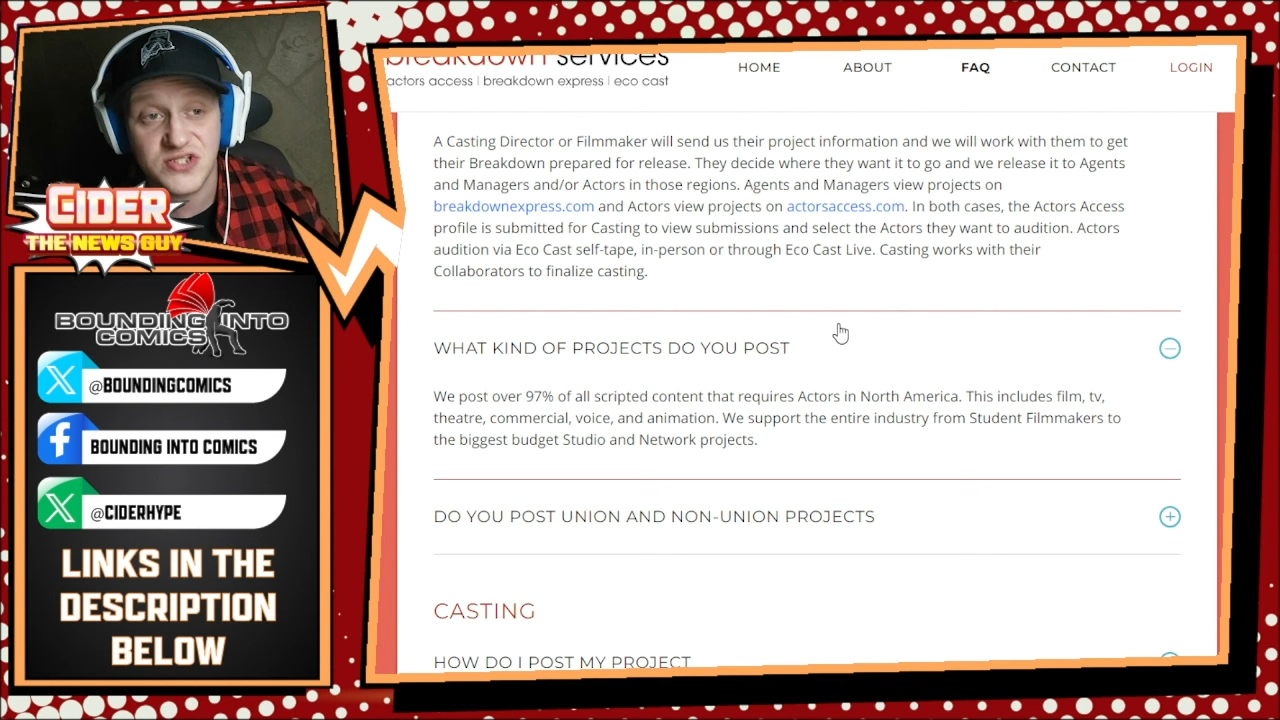 CIDER
THE NEWS GUY
BOUNDING INTO
COMICS
@BOUNDINGCOMICS
BOUNDING INTO COMICS
@CIDERHYPE
LINKS IN THE
DESCRIPTION
BELOW
breakdown services
actors access | breakdown express | eco cast
HOME
ABOUT
FAQ
CONTACT
LOGIN
A Casting Director or Filmmaker will send us their project information and we will work with them to get
their Breakdown prepared for release. They decide where they want it to go and we release it to Agents
and Managers and/or Actors in those regions. Agents and Managers view projects on
breakdownexpress.com and Actors view projects on actorsaccess.com. In both cases, the Actors Access
profile is submitted for Casting to view submissions and select the Actors they want to audition. Actors
audition via Eco Cast self-tape, in-person or through Eco Cast Live. Casting works with their
Collaborators to finalize casting.
WHAT KIND OF PROJECTS DO YOU POST
We post over 97% of all scripted content that requires Actors in North America. This includes film, tv,
theatre, commercial, voice, and animation. We support the entire industry from Student Filmmakers to
the biggest budget Studio and Network projects.
DO YOU POST UNION AND NON-UNION PROJECTS
CASTING
HOW DO I POST MY PROJECT